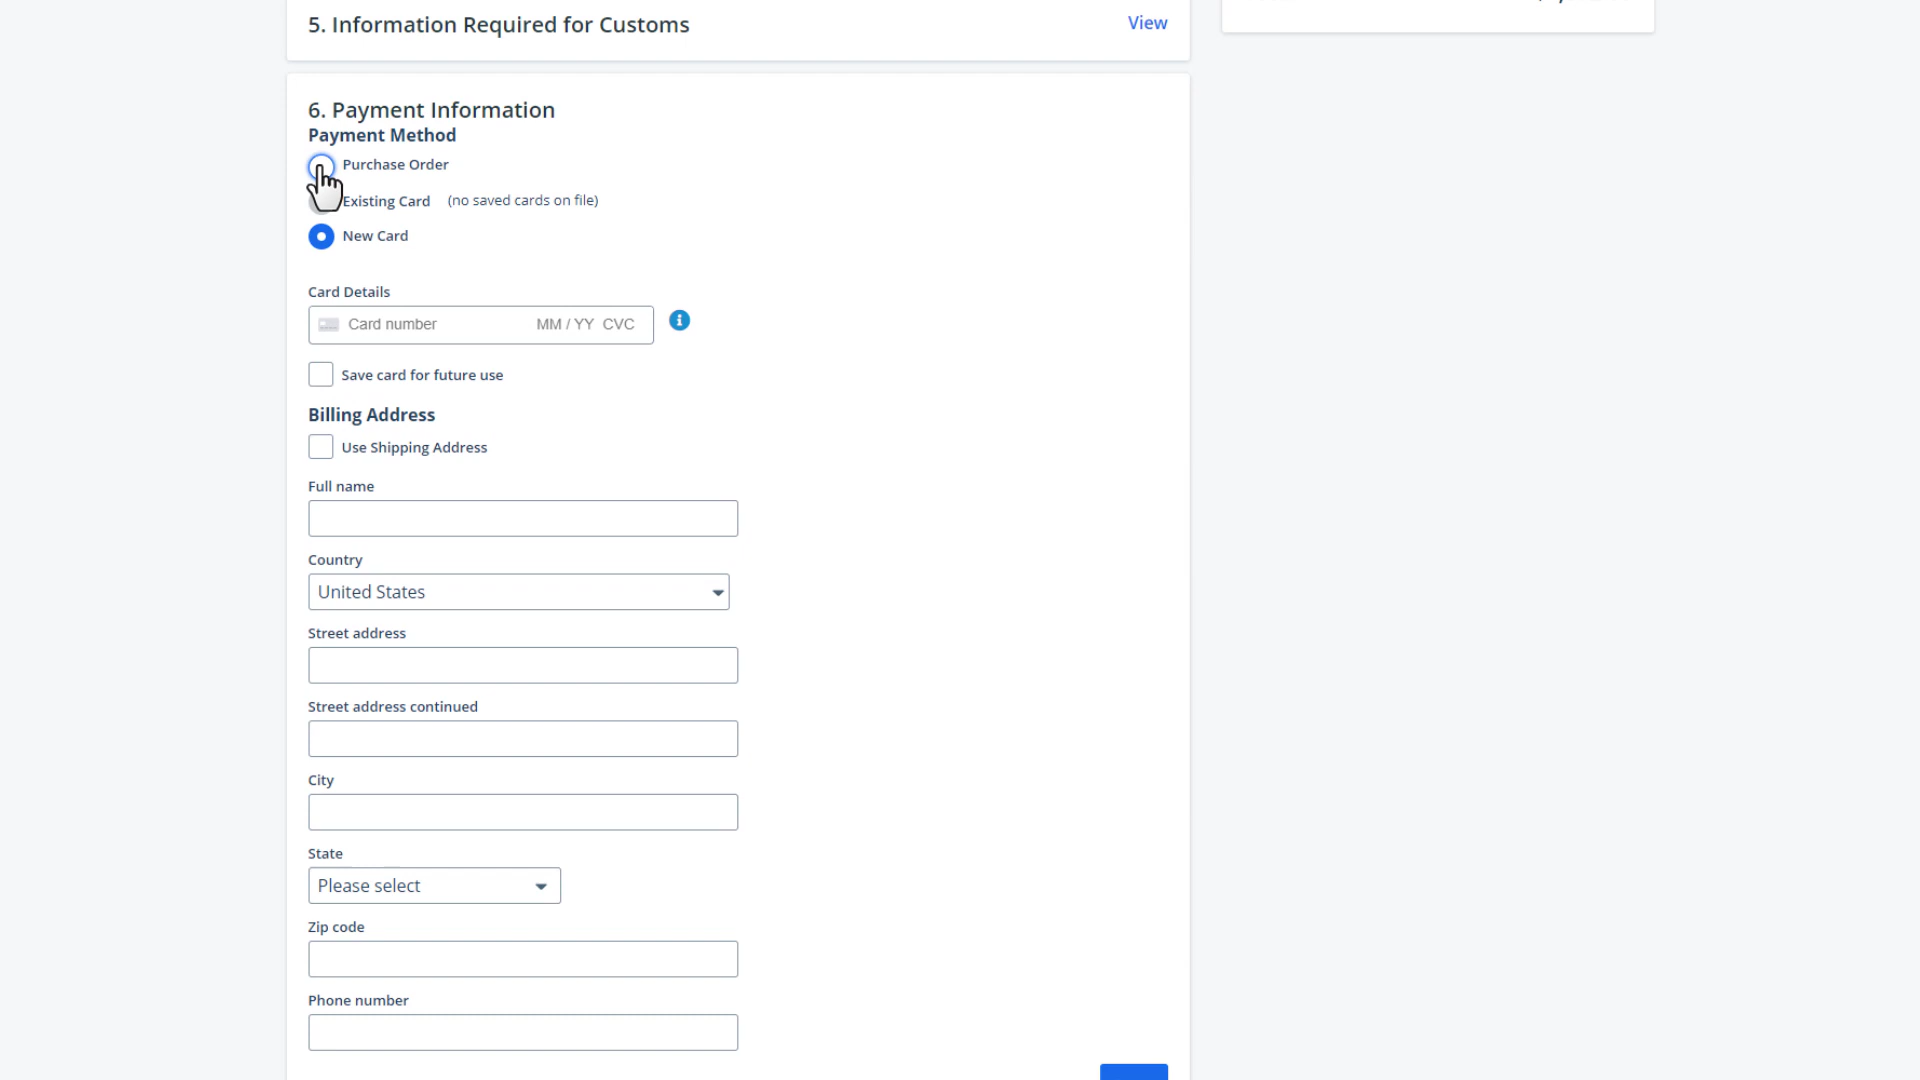 5. Information Required for Customs
View
6. Payment Information
Payment Method
Purchase Order
Existing Card (no saved cards on file)
New Card
Card Details
Card number MM / YY CVC
Save card for future use
Billing Address
Use Shipping Address
Full name
Country
United States
Street address
Street address continued
City
State
Please select
Zip code
Phone number